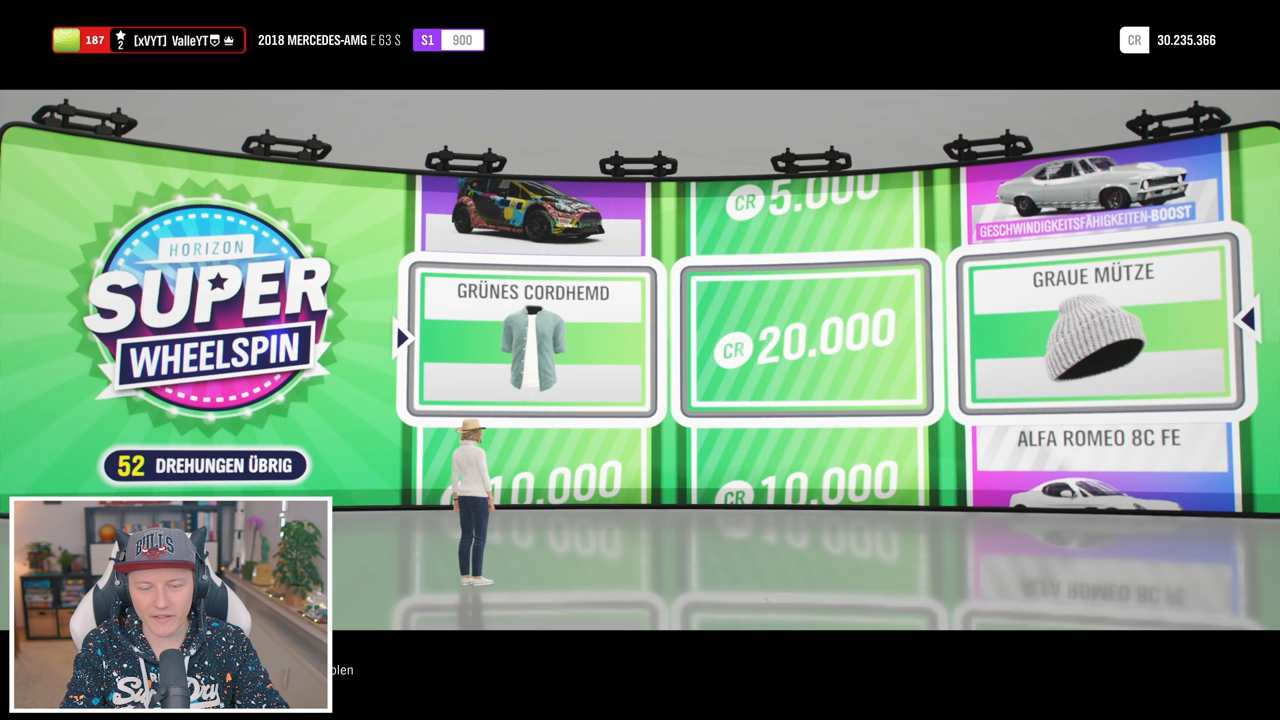 187
2
[xVYT] ValleYT
2018 MERCEDES-AMG E 63 S
S1 900
CR 30.235.366
HORIZON
SUPER
WHEELSPIN
52 DREHUNGEN ÜBRIG
GRÜNES CORDHEMD
10.000
CR 5.000
CR 20.000
CR 10.000
GESCHWINDIGKEITSFÄHIGKEITEN-BOOST
GRAUE MÜTZE
ALFA ROMEO 8C FE
BULLS